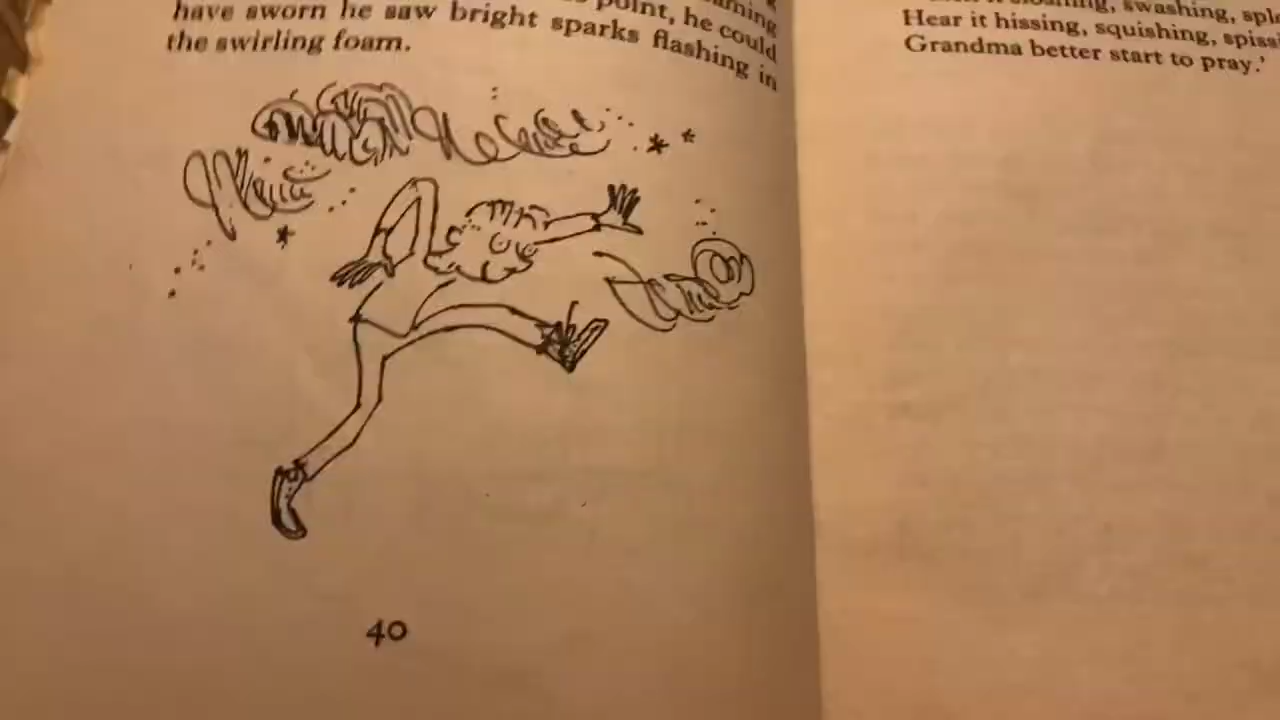 point, he could
have sworn he saw bright sparks flashing in
the swirling foam.
40
swashing,
Hear it hissing, squishing,
Grandma better start to pray.’